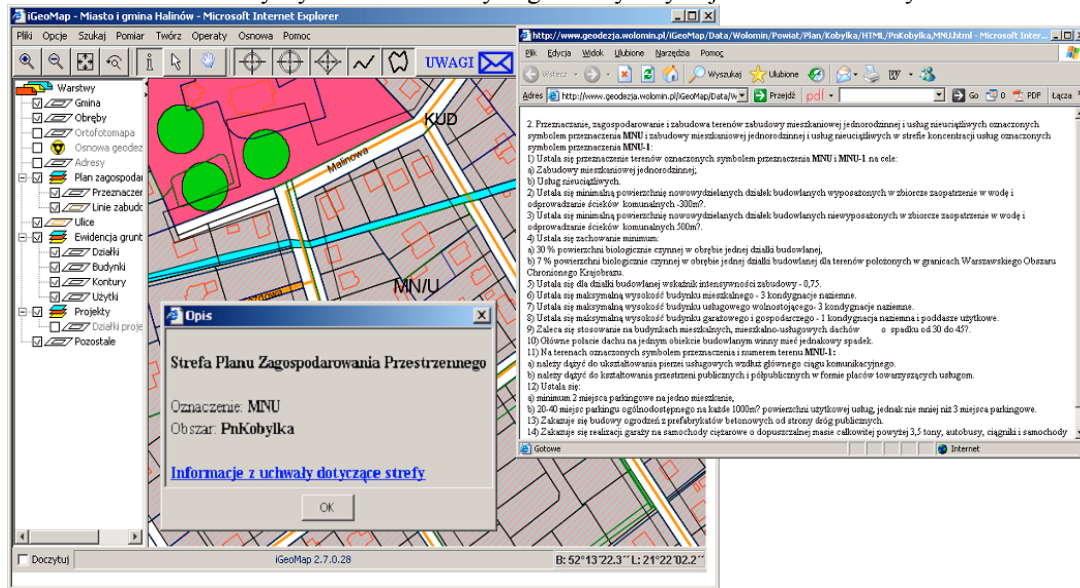 iGeoMap - Miasto i gmina Halinów - Microsoft Internet Explorer
Pliki Opcje Szukaj Pomiar Twórz Operaty Osnowa Pomoc
UWAGI
Warstwy
Gmina
Obręby
Ortofotomapa
Osnowa geodez
Adresy
Plan zagospodar
Przeznaczen
Linie zabudo
Ulice
Ewidencja grunt
Działki
Budynki
Kontury
Użytki
Projekty
Działki proje
Pozostałe
KUD
Malinowa
MN/U
Opis
Strefa Planu Zagospodarowania Przestrzennego
Oznaczenie: MNU
Obszar: PnKobylka
Informacje z uchwały dotyczące strefy
OK
Doczytuj
iGeoMap 2.7.0.28
B: 52°13'22.3'' L: 21°22'02.2''
http://www.geodezja.wolomin.pl/iGeoMap/Data/Wolomin/Powiat/Plan/Kobylka/HTML/PnKobylka,MNU.html - Microsoft Inter...
Plik Edycja Widok Ulubione Narzędzia Pomoc
Wstecz Wyszukaj Ulubione
Adres http://www.geodezja.wolomin.pl/iGeoMap/Data/W Przejdź pdf Go PDF Łącza
2. Przeznaczanie, zagospodarowanie i zabudowa terenów zabudowy mieszkaniowej jednorodzinnej i usług nieuciążliwych oznaczonych
symbolem przeznaczenia MNU i zabudowy mieszkaniowej jednorodzinnej i usług nieuciążliwych w strefie koncentracji usług oznaczonych
symbolem przeznaczenia MNU-1:
1) Ustala się przeznaczenie terenów oznaczonych symbolem przeznaczenia MNU i MNU-1 na cele:
a) Zabudowy mieszkaniowej jednorodzinnej;
b) Usług nieuciążliwych.
2) Ustala się minimalną powierzchnię nowowydzielanych działek budowlanych wyposażonych w zbiorcze zaopatrzenie w wodę i
odprowadzanie ścieków komunalnych -300m?.
3) Ustala się minimalną powierzchnię nowowydzielanych działek budowlanych niewyposażonych w zbiorcze zaopatrzenie w wodę i
odprowadzanie ścieków komunalnych 500m?.
4) Ustala się zachowanie minimum:
a) 30 % powierzchni biologicznie czynnej w obrębie jednej działki budowlanej,
b) 7 % powierzchni biologicznie czynnej w obrębie jednej działki budowlanej dla terenów położonych w granicach Warszawskiego Obszaru
Chronionego Krajobrazu.
5) Ustala się dla działki budowlanej wskaźnik intensywności zabudowy - 0,75.
6) Ustala się maksymalną wysokość budynku mieszkalnego - 3 kondygnacje naziemne.
7) Ustala się maksymalną wysokość budynku usługowego wolnostojącego- 3 kondygnacje naziemne.
8) Ustala się maksymalną wysokość budynku garażowego i gospodarczego - 1 kondygnacja naziemna i poddasze użytkowe.
9) Zaleca się stosowanie na budynkach mieszkalnych, mieszkalno-usługowych dachów o spadku od 30 do 45?.
10) Główne połacie dachu na jednym obiekcie budowlanym winny mieć jednakowy spadek.
11) Na terenach oznaczonych symbolem przeznaczenia i numerem terenu MNU-1:
a) należy dążyć do ukształtowania pierzei usługowych wzdłuż głównego ciągu komunikacyjnego.
b) należy dążyć do kształtowania przestrzeni publicznych i półpublicznych w formie placów towarzyszących usługom.
12) Ustala się:
a) minimum 2 miejsca parkingowe na jedno mieszkanie,
b) 20-40 miejsc parkingu ogólnodostępnego na każde 1000m? powierzchni użytkowej usług, jednak nie mniej niż 3 miejsca parkingowe.
13) Zakazuje się budowy ogrodzeń z prefabrykatów betonowych od strony dróg publicznych.
14) Zakazuje się realizacji garaży na samochody ciężarowe o dopuszczalnej masie całkowitej powyżej 3,5 tony, autobusy, ciągniki i samochody
Gotowe
Internet